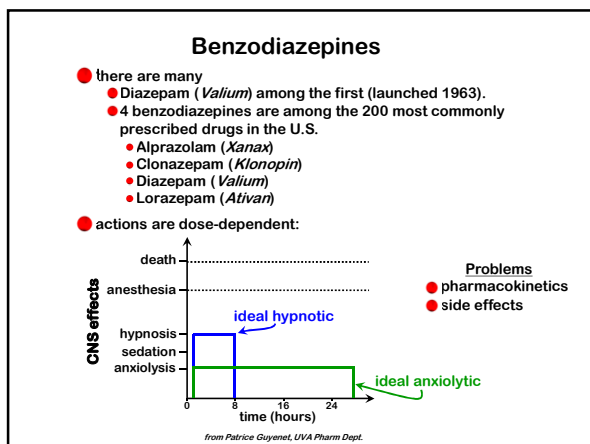 Benzodiazepines
there are many
Diazepam (Valium) among the first (launched 1963).
4 benzodiazepines are among the 200 most commonly
prescribed drugs in the U.S.
Alprazolam (Xanax)
Clonazepam (Klonopin)
Diazepam (Valium)
Lorazepam (Ativan)
actions are dose-dependent:
CNS effects
death
anesthesia
hypnosis
sedation
anxiolysis
ideal hypnotic
ideal anxiolytic
0 8 16 24
time (hours)
Problems
pharmacokinetics
side effects
from Patrice Guyenet, UVA Pharm Dept.